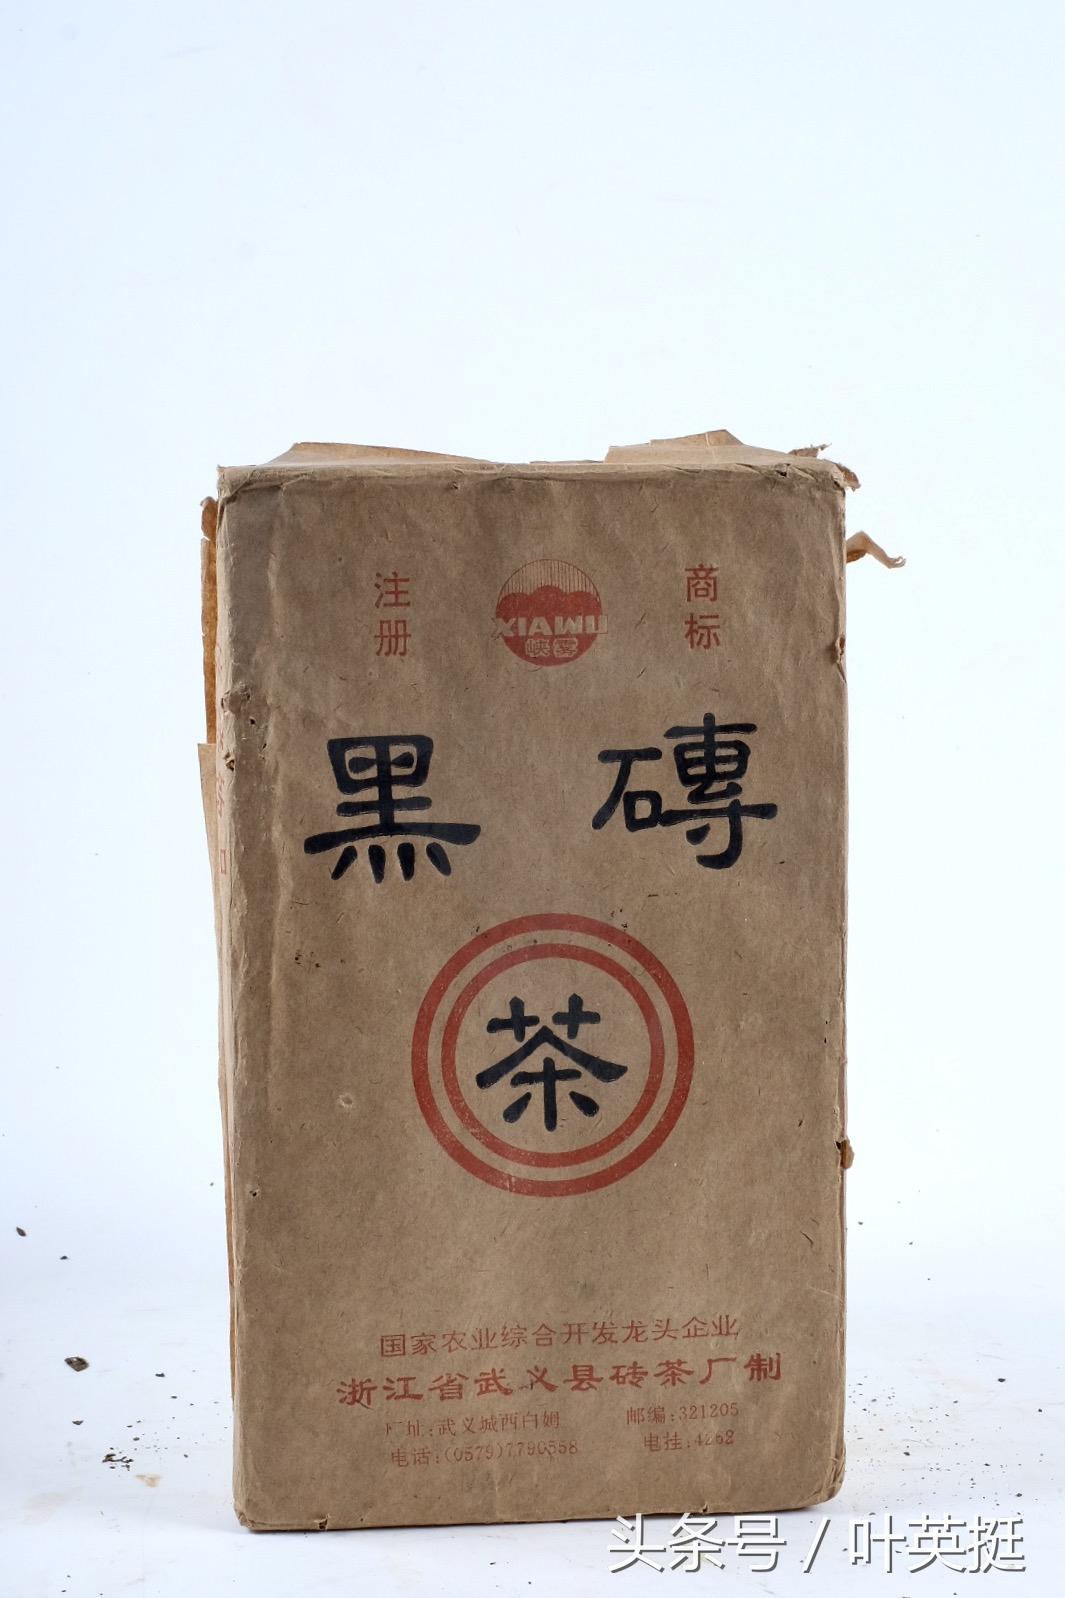 注册
商标
XIAWU
峡雾
黑磚
茶
国家农业综合开发龙头企业
浙江省武义县砖茶厂制
厂址:武义城西白姆
邮编:321205
电话:(0579)7790558
电挂:4262
头条号 / 叶英挺